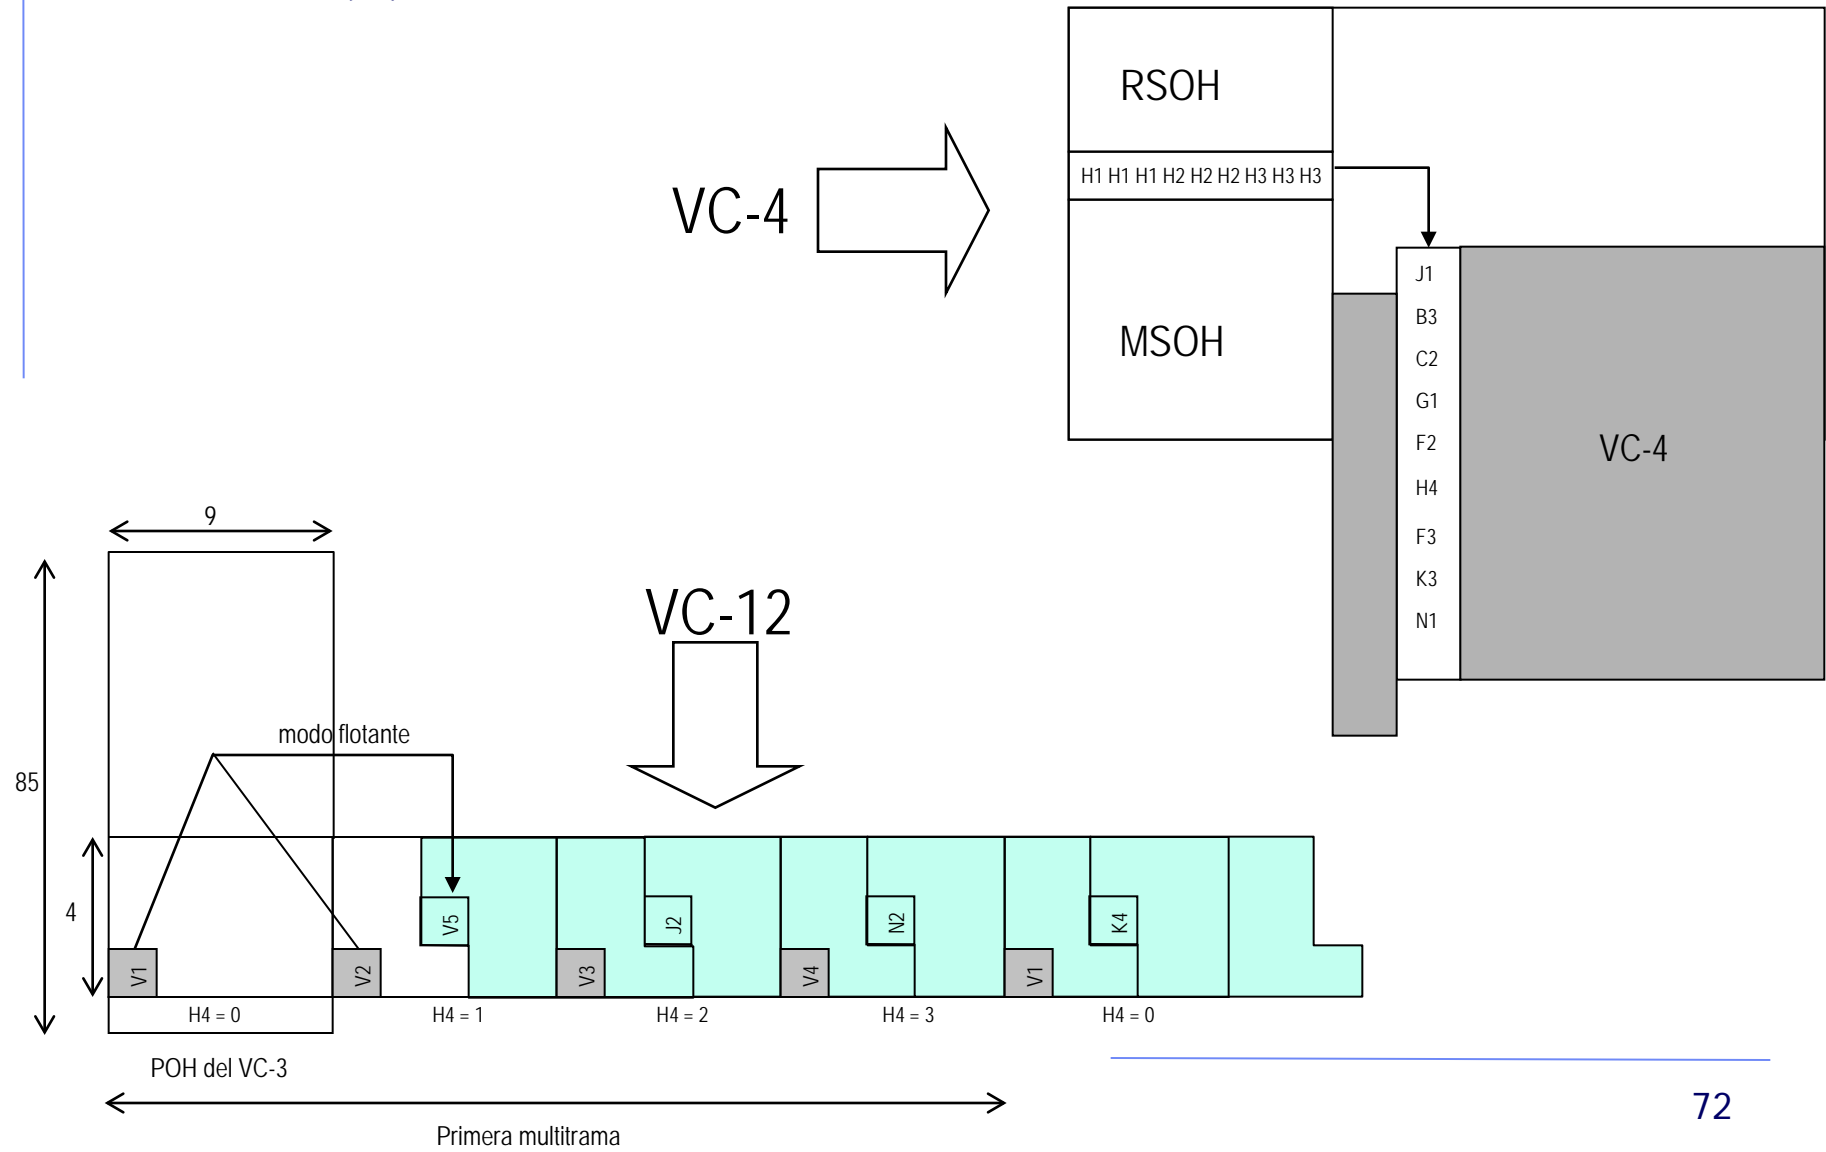 RSOH
H1 H1 H1 H2 H2 H2 H3 H3 H3
VC-4
MSOH
J1
B3
C2
G1
F2
H4
F3
K3
N1
VC-4
9
85
4
modo flotante
VC-12
V1
V2
V5
V3
J2
V4
N2
V1
K4
H4 = 0
H4 = 1
H4 = 2
H4 = 3
H4 = 0
POH del VC-3
Primera multitrama
72